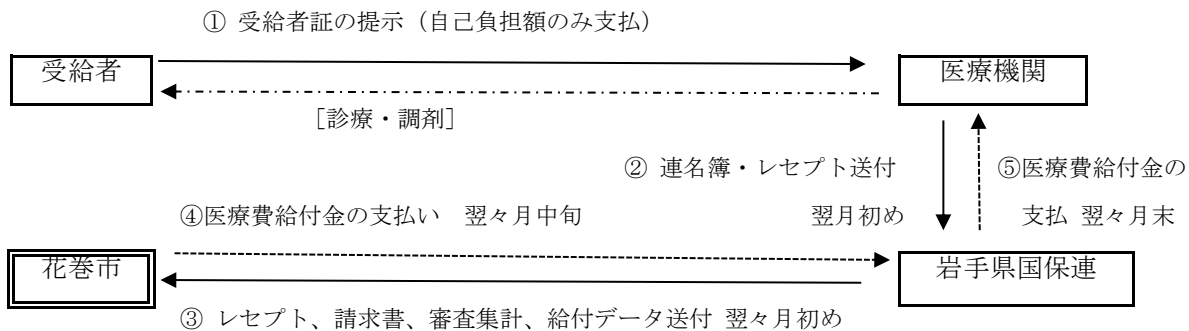 ① 受給者証の提示（自己負担額のみ支払）
受給者
医療機関
［診療・調剤］
② 連名簿・レセプト送付
翌月初め
⑤医療費給付金の
支払 翌々月末
④医療費給付金の支払い　翌々月中旬
花巻市
岩手県国保連
③ レセプト、請求書、審査集計、給付データ送付 翌々月初め